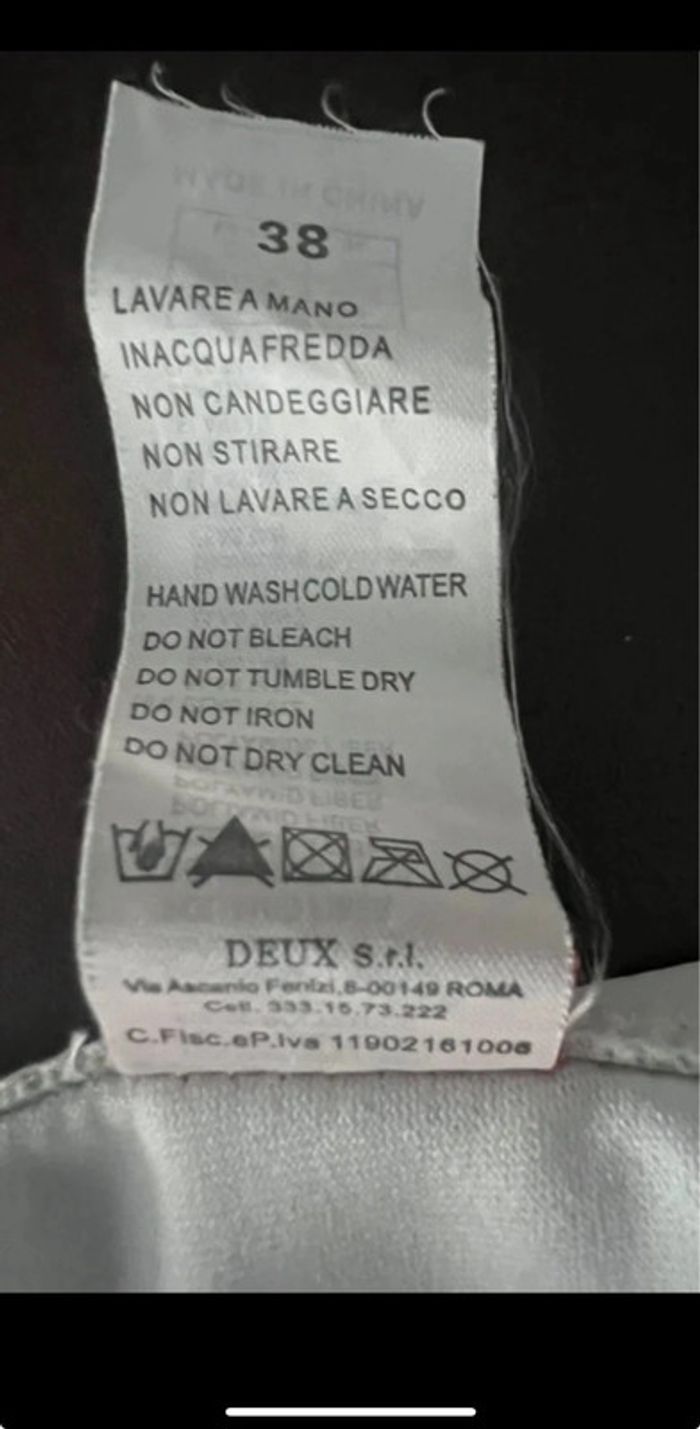 38
LAVARE A MANO
INACQUAFREDDA
NON CANDEGGIARE
NON STIRARE
NON LAVARE A SECCO
HAND WASH COLD WATER
DO NOT BLEACH
DO NOT TUMBLE DRY
DO NOT IRON
DO NOT DRY CLEAN
DEUX S.r.l.
Via Ascenio Fenizi,8-00149 ROMA
Cell. 333.15.73.222
C.Fisc.eP.Iva 11902161006